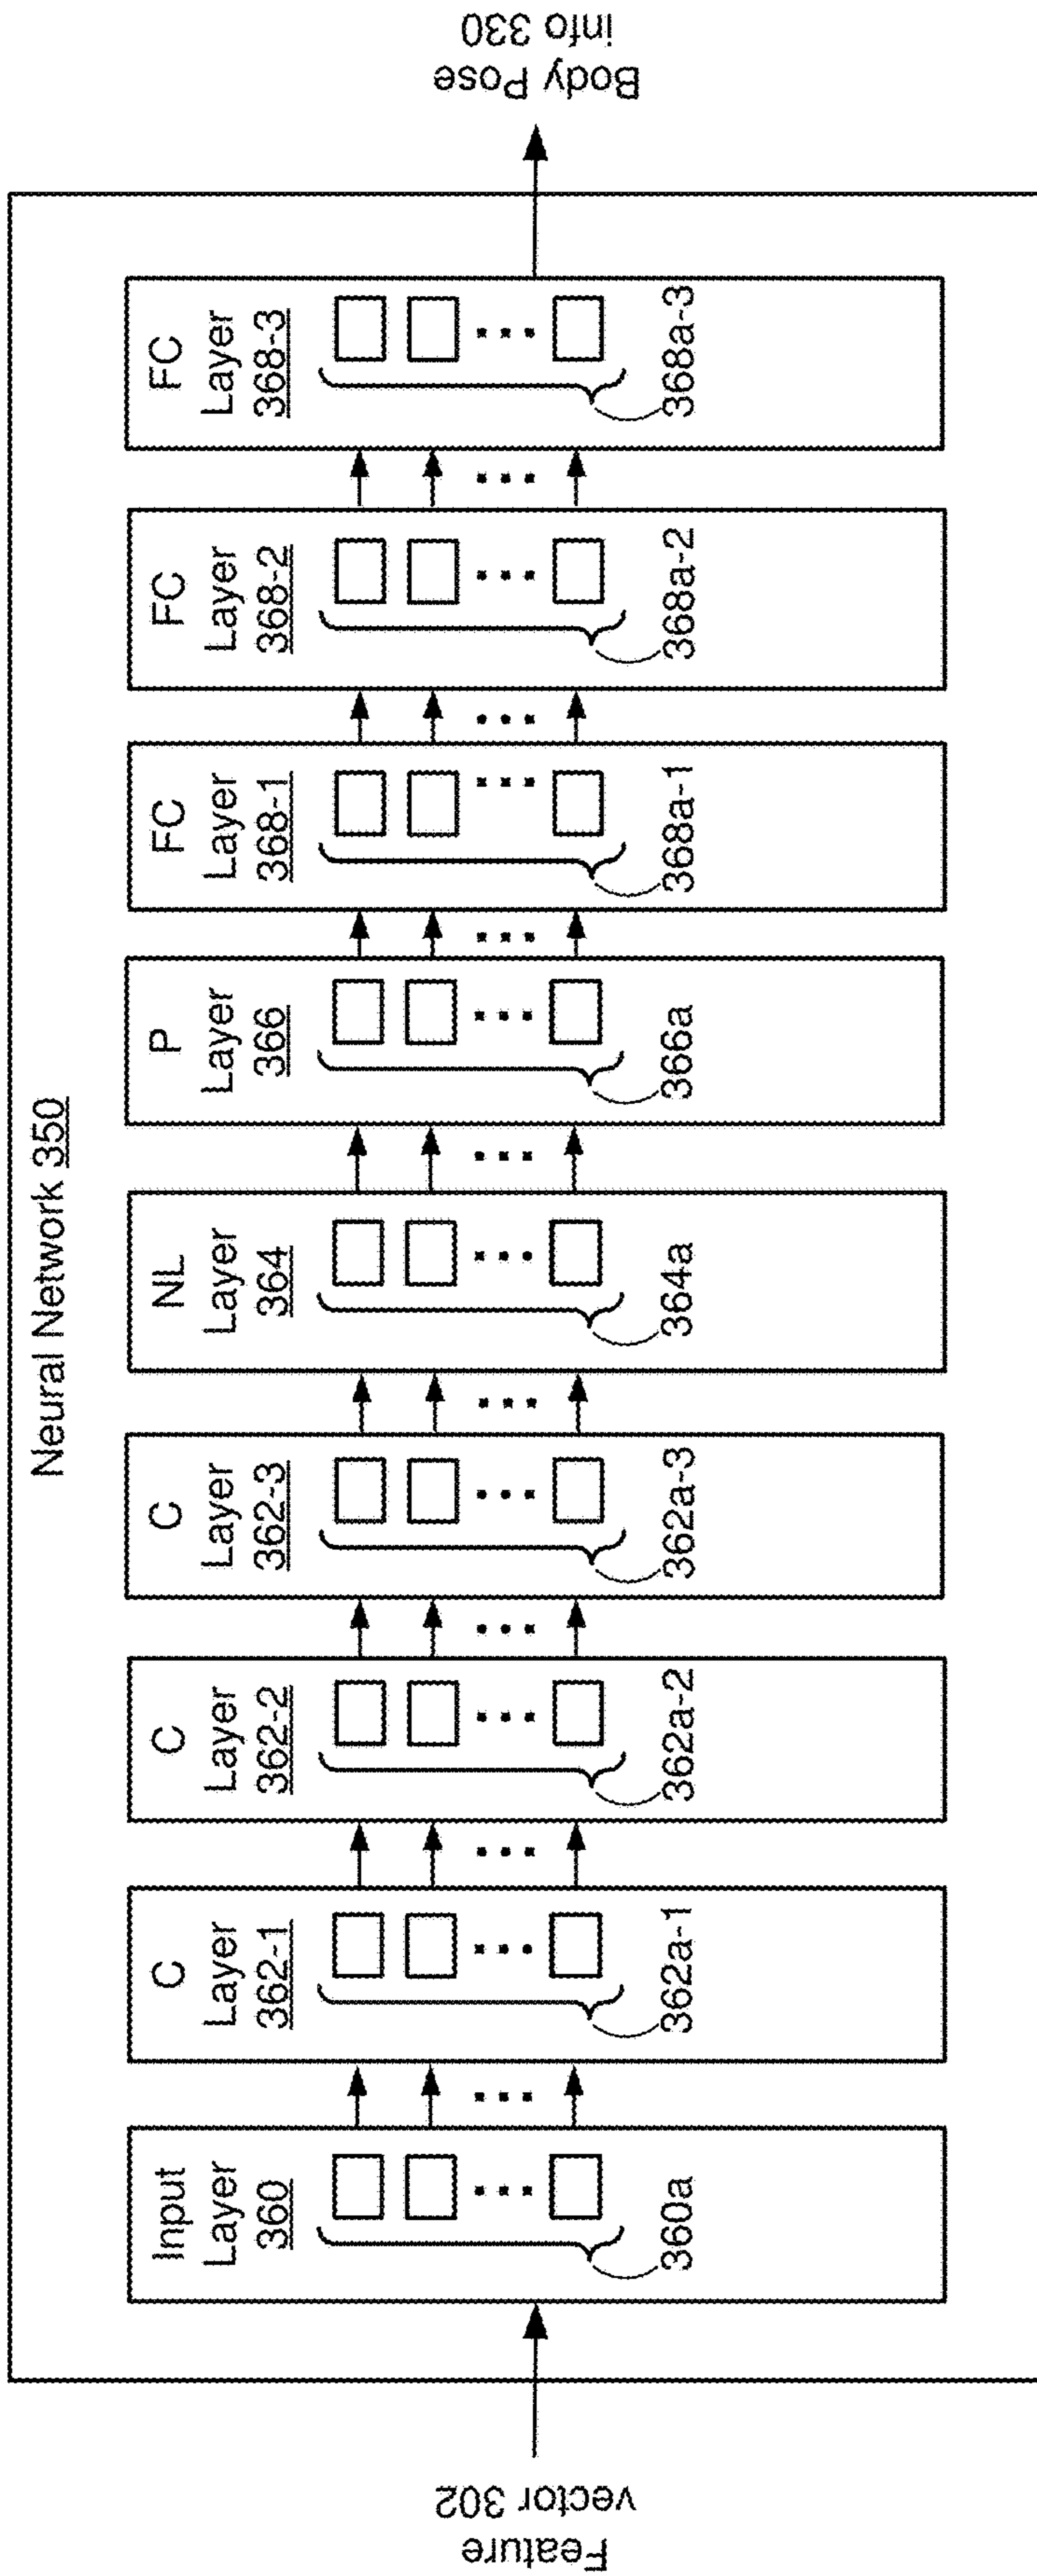 Neural Network 350
Feature
vector 302
Input
Layer
360
360a
C
Layer
362-1
362a-1
C
Layer
362-2
362a-2
C
Layer
362-3
362a-3
NL
Layer
364
364a
P
Layer
366
366a
FC
Layer
368-1
368a-1
FC
Layer
368-2
368a-2
FC
Layer
368-3
368a-3
Body Pose
info 330